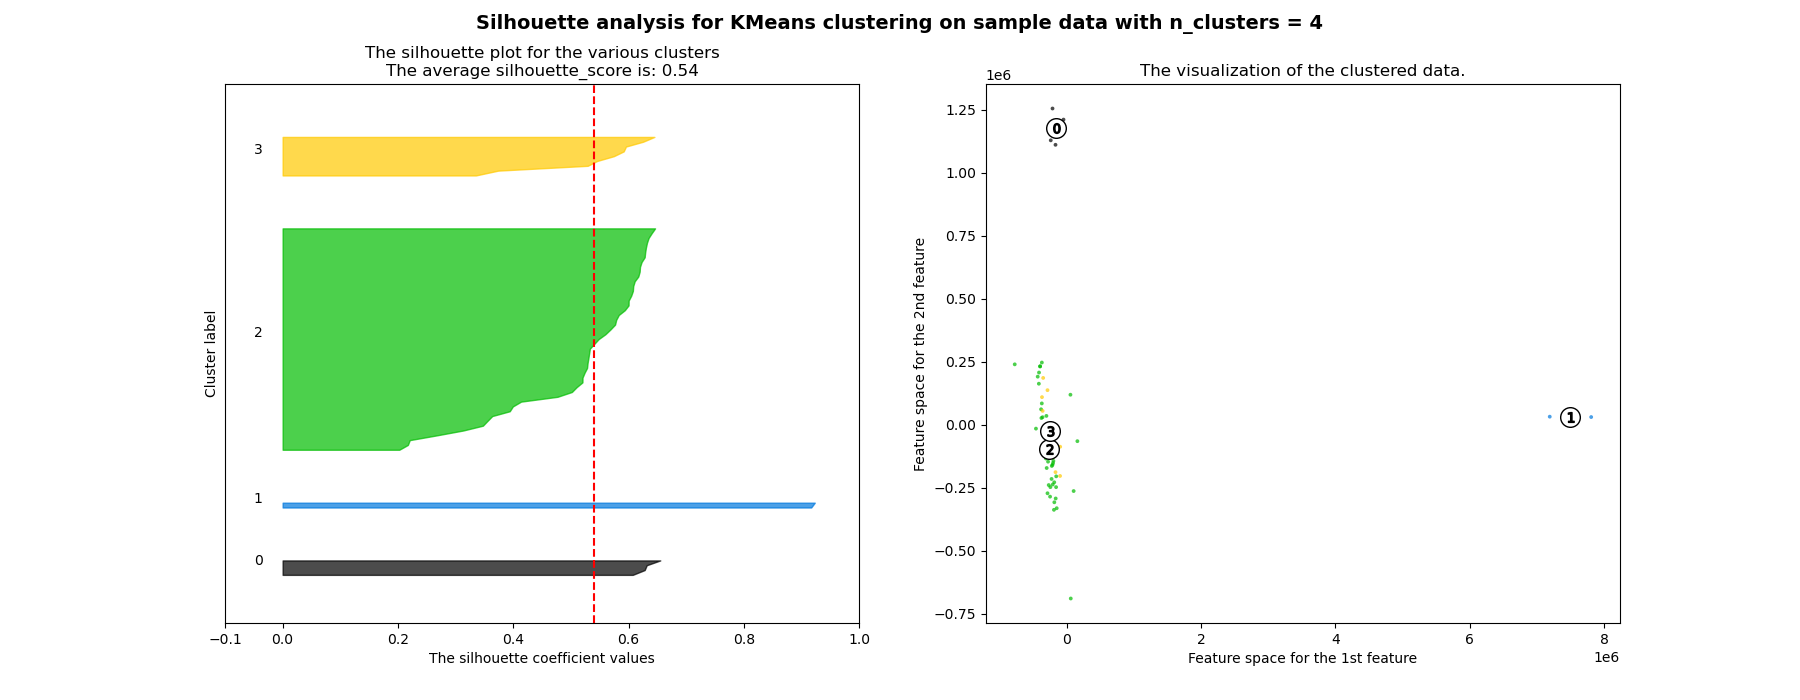 Silhouette analysis for KMeans clustering on sample data with n_clusters = 4
The silhouette plot for the various clusters
The average silhouette_score is: 0.54
Cluster label
3
2
1
0
−0.1 0.0 0.2 0.4 0.6 0.8 1.0
The silhouette coefficient values
The visualization of the clustered data.
1e6
Feature space for the 2nd feature
1.25
1.00
0.75
0.50
0.25
0.00
−0.25
−0.50
−0.75
0
1
3
2
0 2 4 6 8
1e6
Feature space for the 1st feature